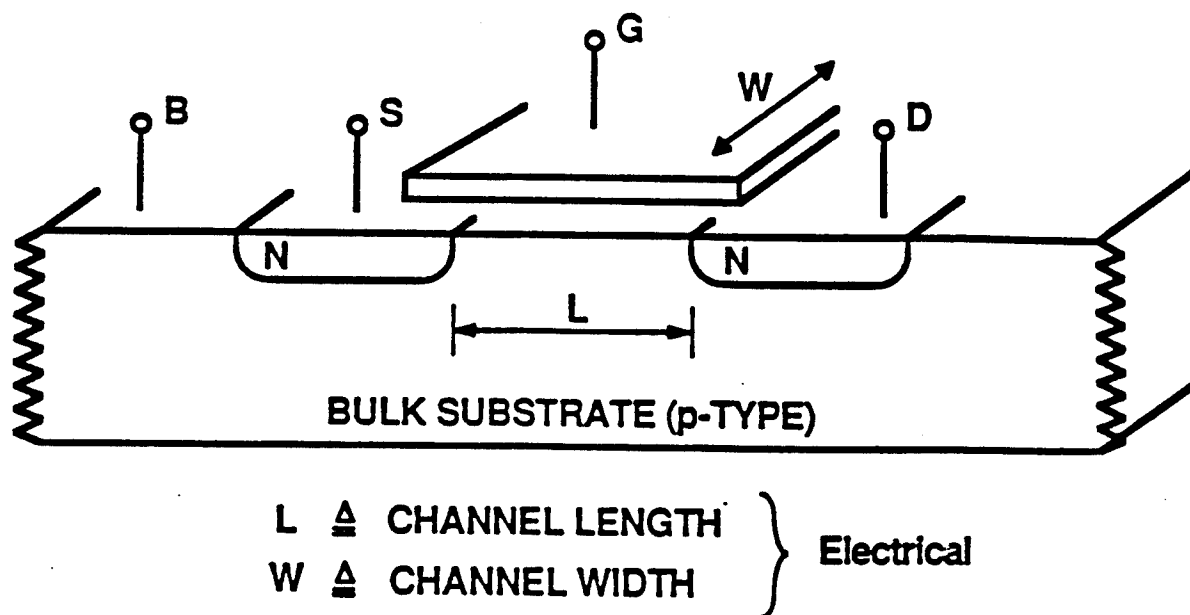 G
W
B
S
D
N
N
L
BULK SUBSTRATE (p-TYPE)
L ≜ CHANNEL LENGTH
W ≜ CHANNEL WIDTH
Electrical